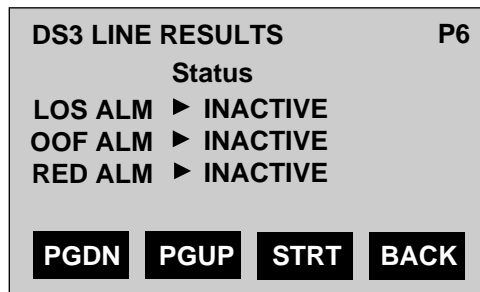 DS3 LINE RESULTS P6
Status
LOS ALM ► INACTIVE
OOF ALM ► INACTIVE
RED ALM ► INACTIVE
PGDN PGUP STRT BACK